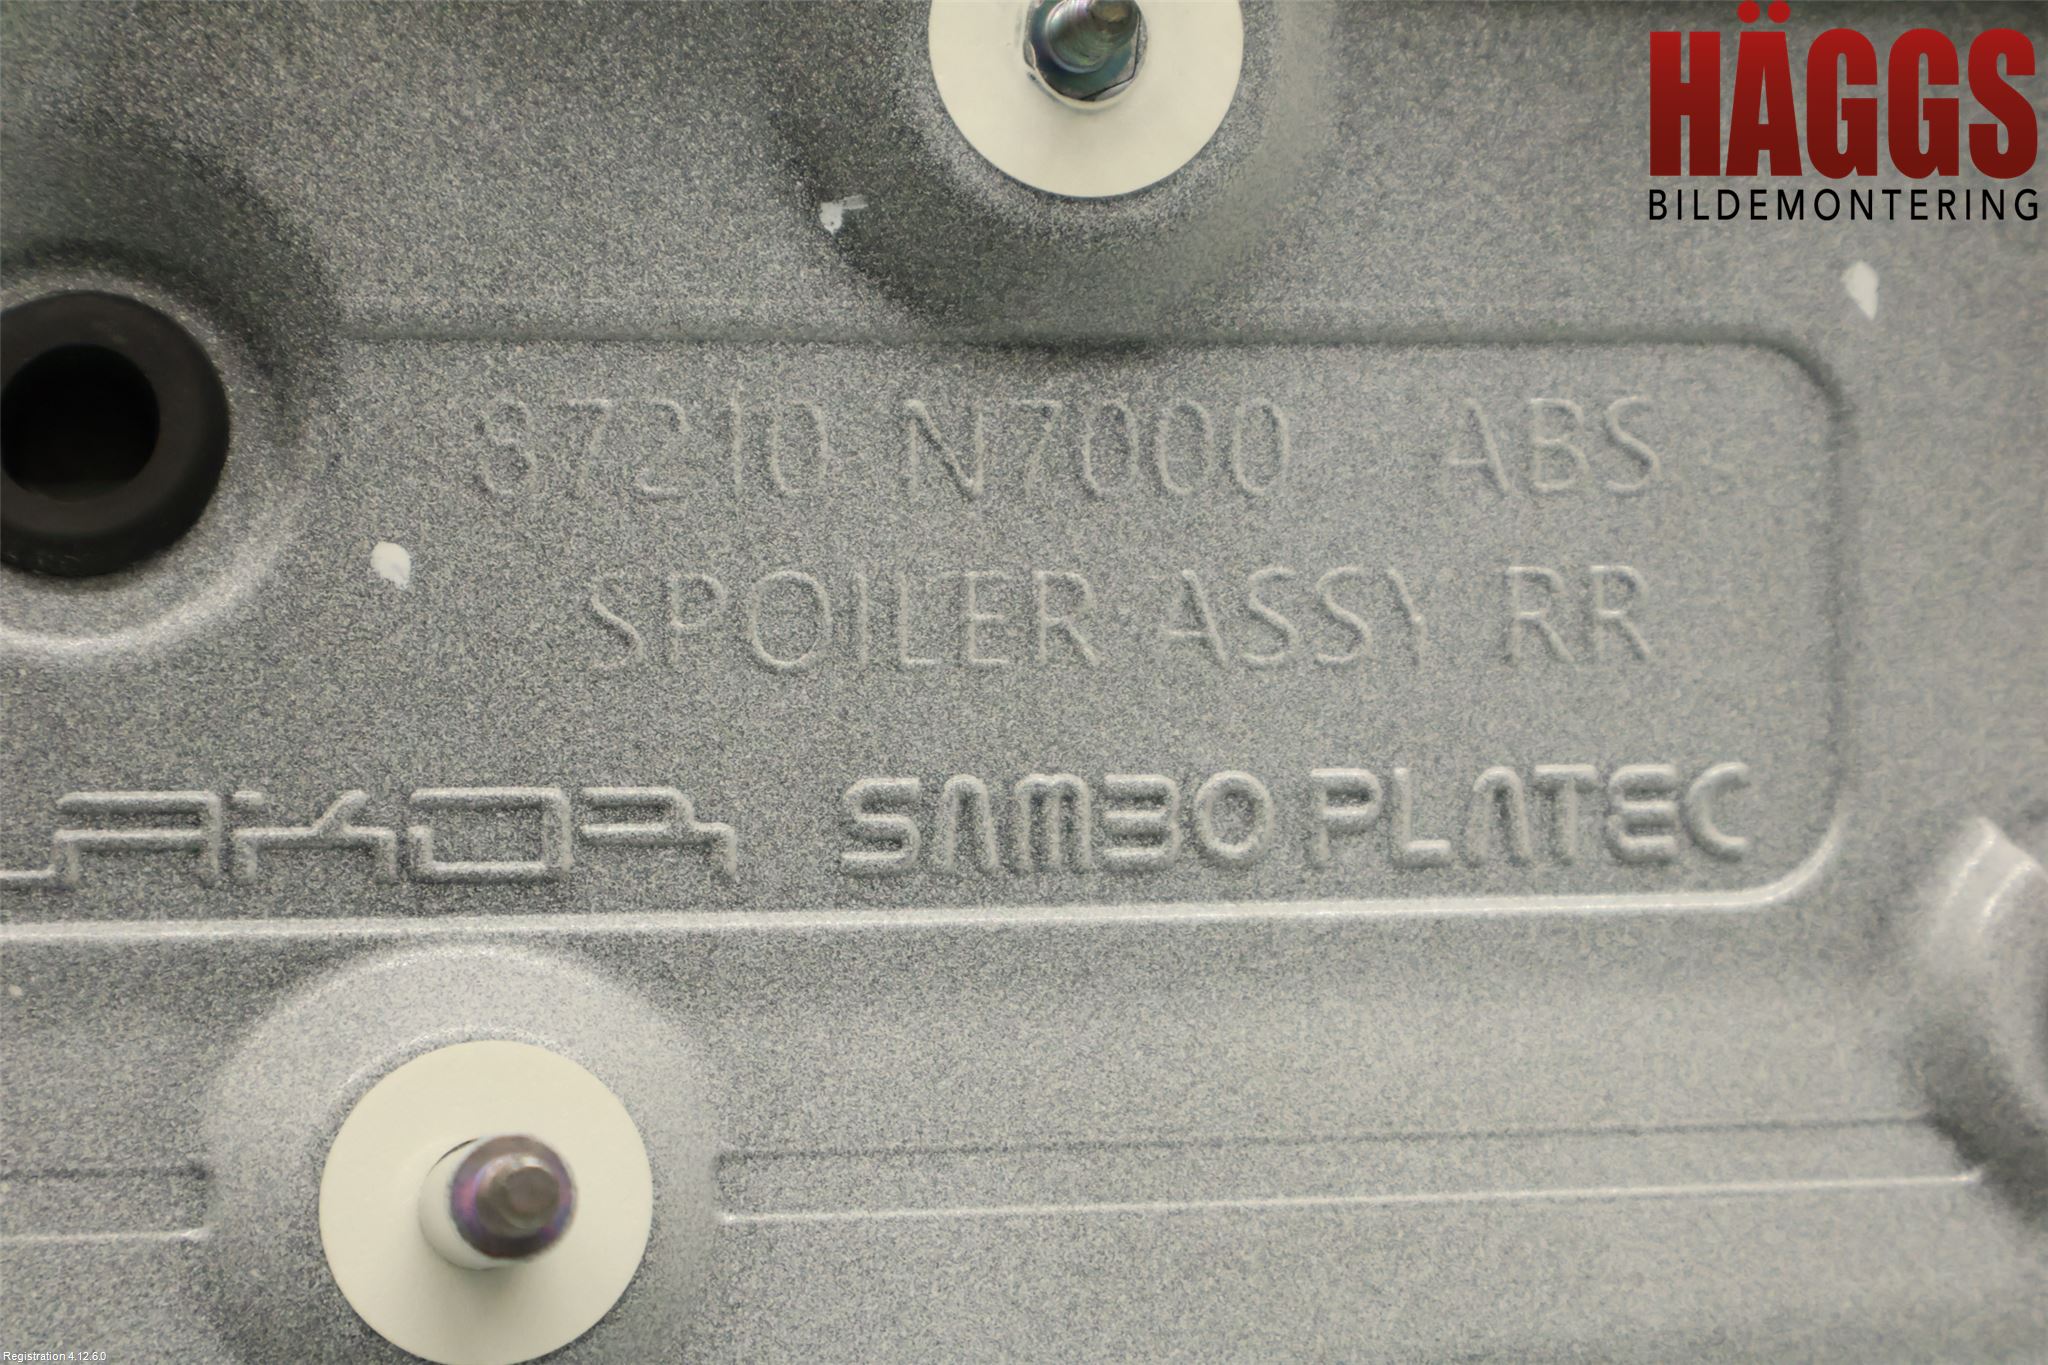 HÄGGS
BILDEMONTERING
87210 N7000 ABS
SPOILER ASSY RR
SAMBO PLATEC
Registration 4.12.6.0